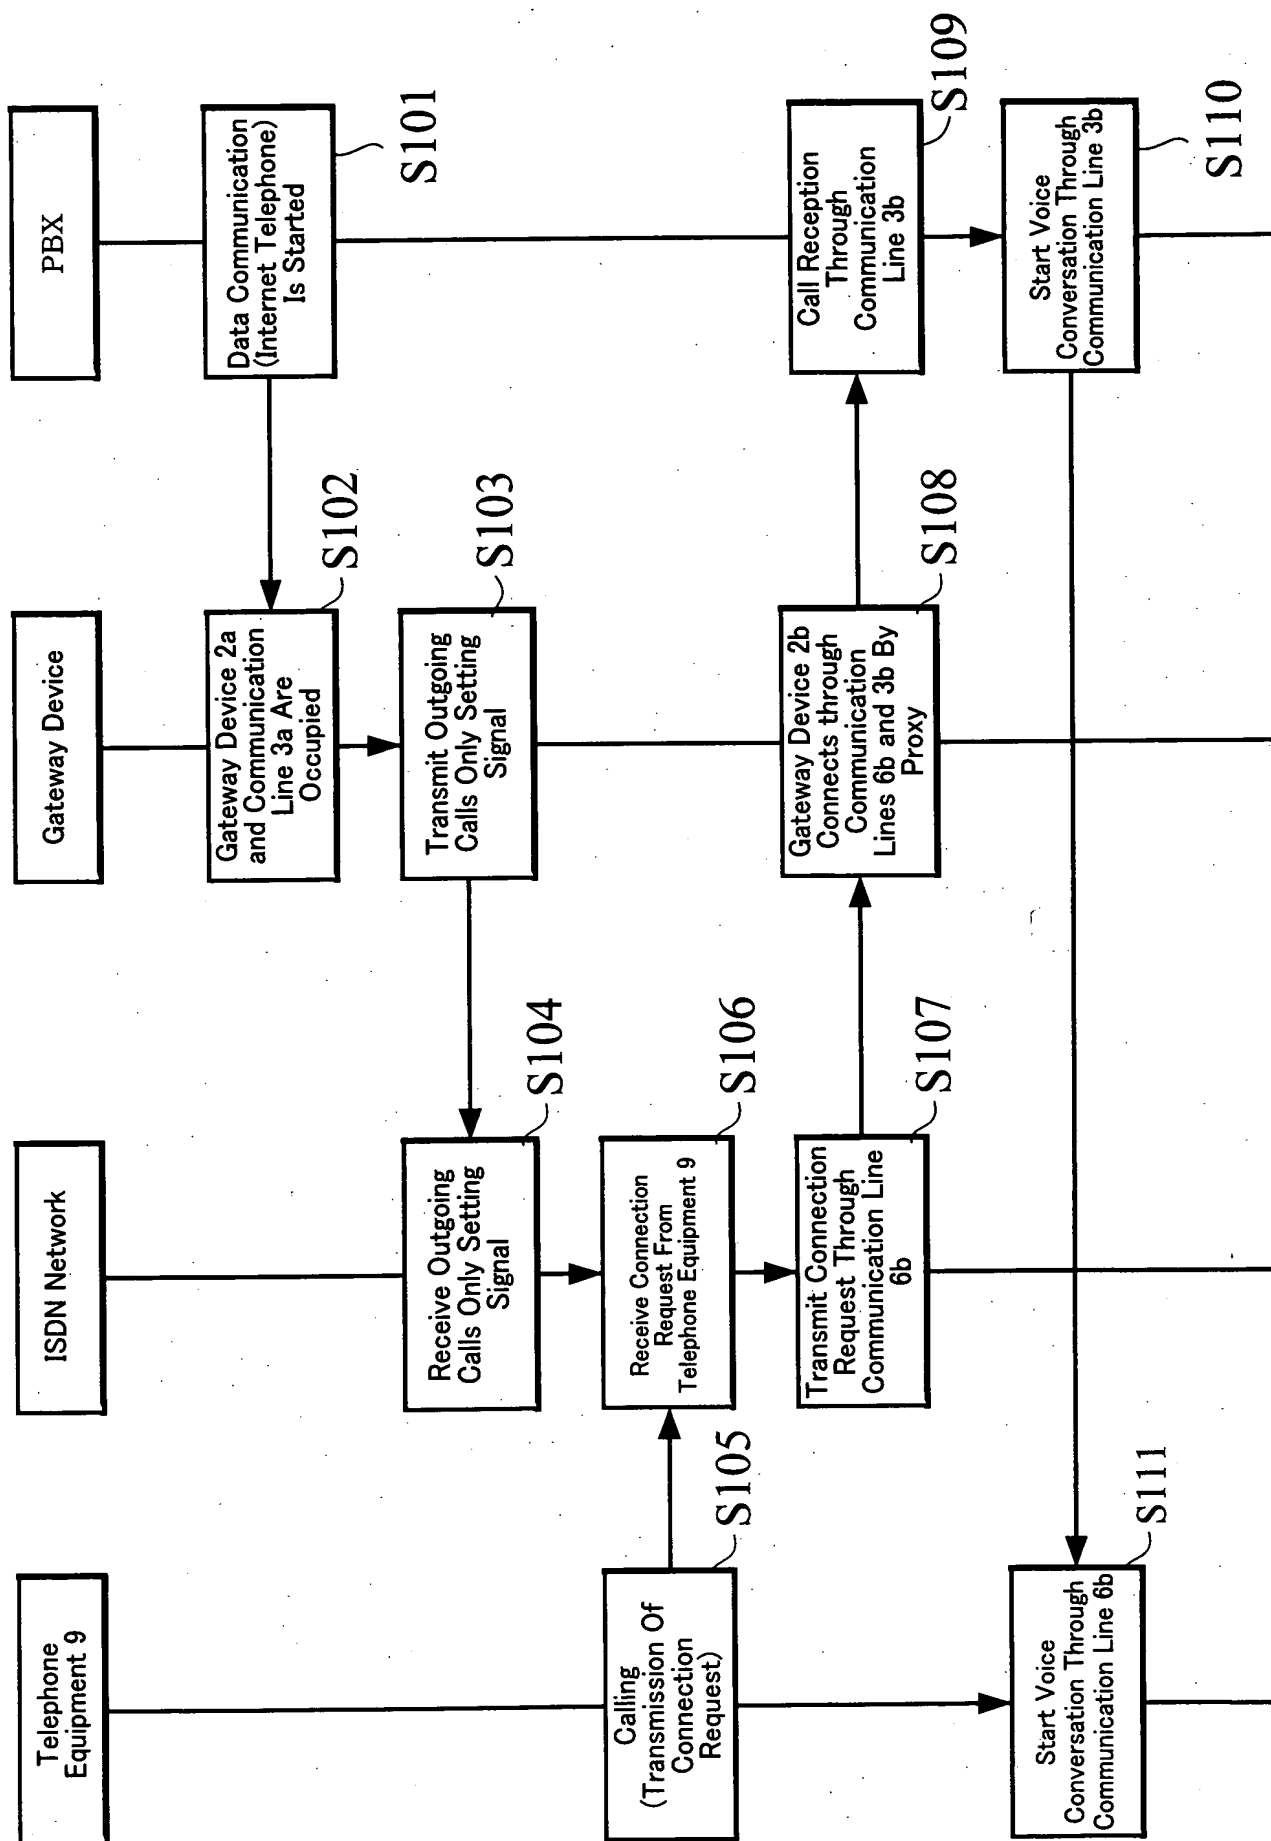 Telephone
Equipment 9
ISDN Network
Gateway Device
PBX
Data Communication
(Internet Telephone)
Is Started
S101
Gateway Device 2a
and Communication
Line 3a Are
Occupied
S102
Transmit Outgoing
Calls Only Setting
Signal
S103
Receive Outgoing
Calls Only Setting
Signal
S104
Calling
(Transmission Of
Connection
Request)
S105
Receive Connection
Request From
Telephone Equipment 9
S106
Transmit Connection
Request Through
Communication Line
6b
S107
Gateway Device 2b
Connects through
Communication
Lines 6b and 3b By
Proxy
S108
Call Reception
Through
Communication
Line 3b
S109
Start Voice
Conversation Through
Communication Line 3b
S110
Start Voice
Conversation Through
Communication Line 6b
S111